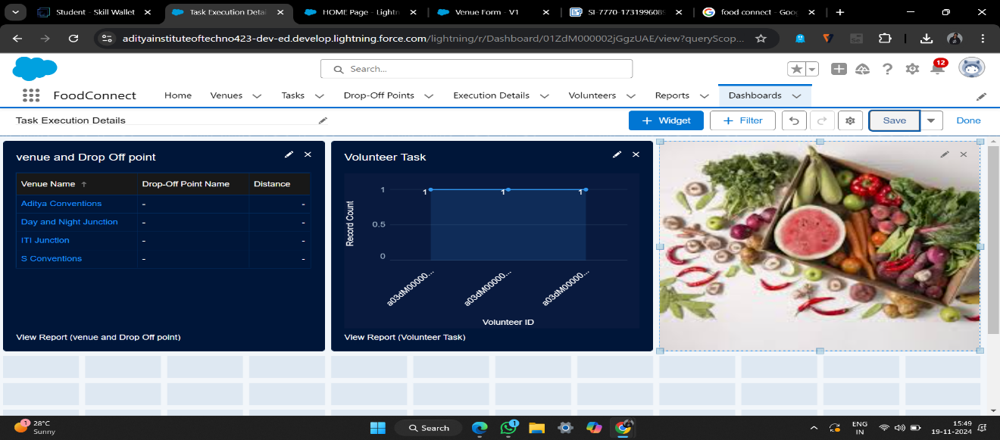 Student - Skill Wallet
Task Execution Detai
HOME Page - Lightn
Venue Form - V1
SI-7770-1731996089
food connect - Goo
adityainstituteoftechno423-dev-ed.develop.lightning.force.com/lightning/r/Dashboard/01ZdM000002jGgzUAE/view?queryScop...
Search...
12
FoodConnect
Home
Venues
Tasks
Drop-Off Points
Execution Details
Volunteers
Reports
Dashboards
Task Execution Details
+ Widget
+ Filter
Save
Done
venue and Drop Off point
Venue Name ↑ Drop-Off Point Name Distance
Aditya Conventions - -
Day and Night Junction - -
ITI Junction - -
S Conventions - -
View Report (venue and Drop Off point)
Volunteer Task
Record Count
1
0.5
0
1 1 1
a03dM00000... a03dM00000... a03dM00000...
Volunteer ID
View Report (Volunteer Task)
1
28°C
Sunny
Search
1
ENG
IN
15:49
19-11-2024